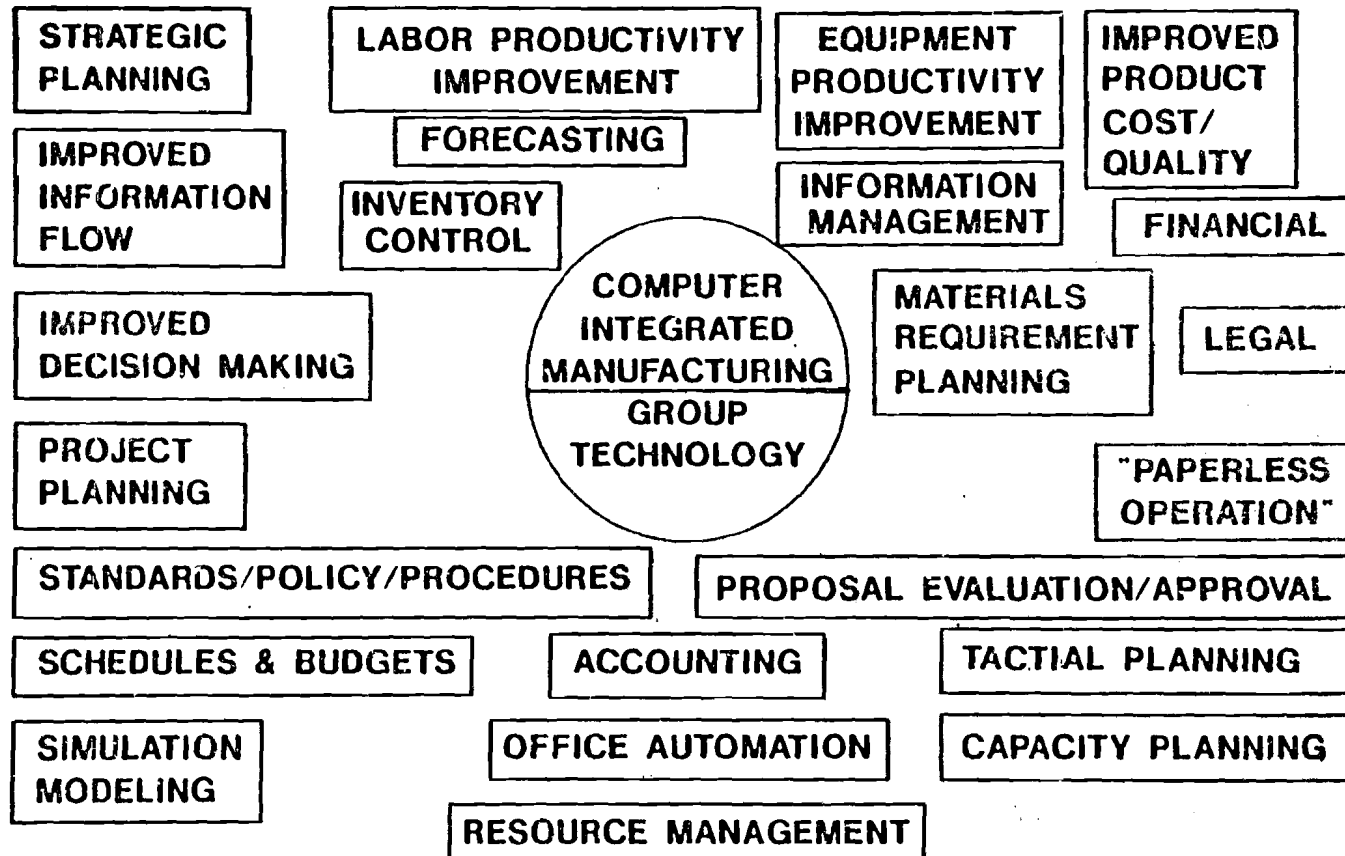 STRATEGIC
PLANNING
LABOR PRODUCTIVITY
IMPROVEMENT
EQUIPMENT
PRODUCTIVITY
IMPROVEMENT
IMPROVED
PRODUCT
COST/
QUALITY
FORECASTING
IMPROVED
INFORMATION
FLOW
INVENTORY
CONTROL
INFORMATION
MANAGEMENT
FINANCIAL
COMPUTER
INTEGRATED
MANUFACTURING
GROUP
TECHNOLOGY
MATERIALS
REQUIREMENT
PLANNING
LEGAL
IMPROVED
DECISION MAKING
PROJECT
PLANNING
"PAPERLESS
OPERATION"
STANDARDS/POLICY/PROCEDURES
PROPOSAL EVALUATION/APPROVAL
SCHEDULES & BUDGETS
ACCOUNTING
TACTIAL PLANNING
SIMULATION
MODELING
OFFICE AUTOMATION
CAPACITY PLANNING
RESOURCE MANAGEMENT